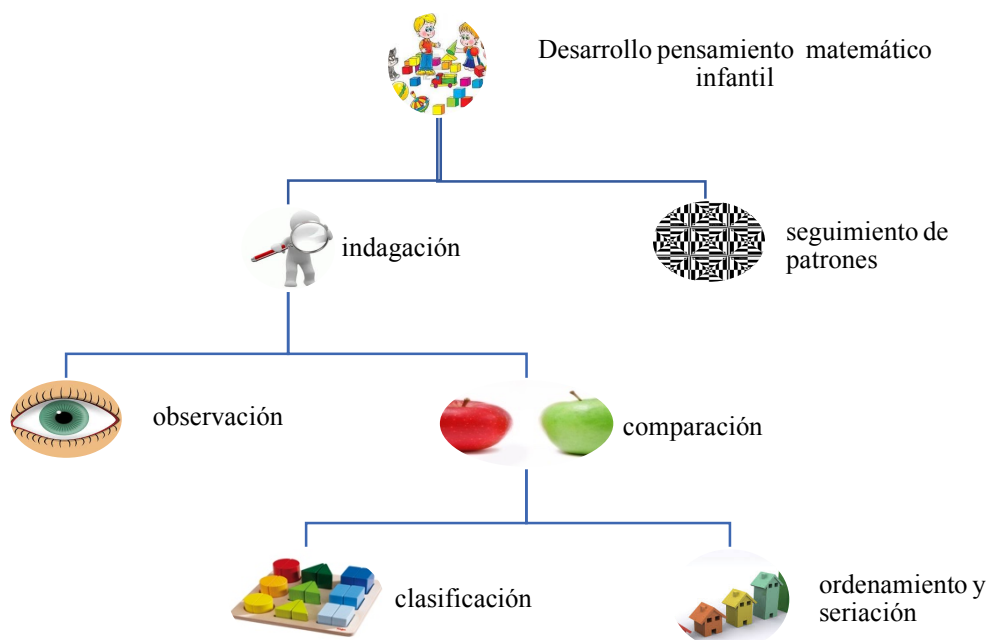 Desarrollo pensamiento matemático
infantil
indagación
seguimiento de
patrones
observación
comparación
clasificación
ordenamiento y
seriación